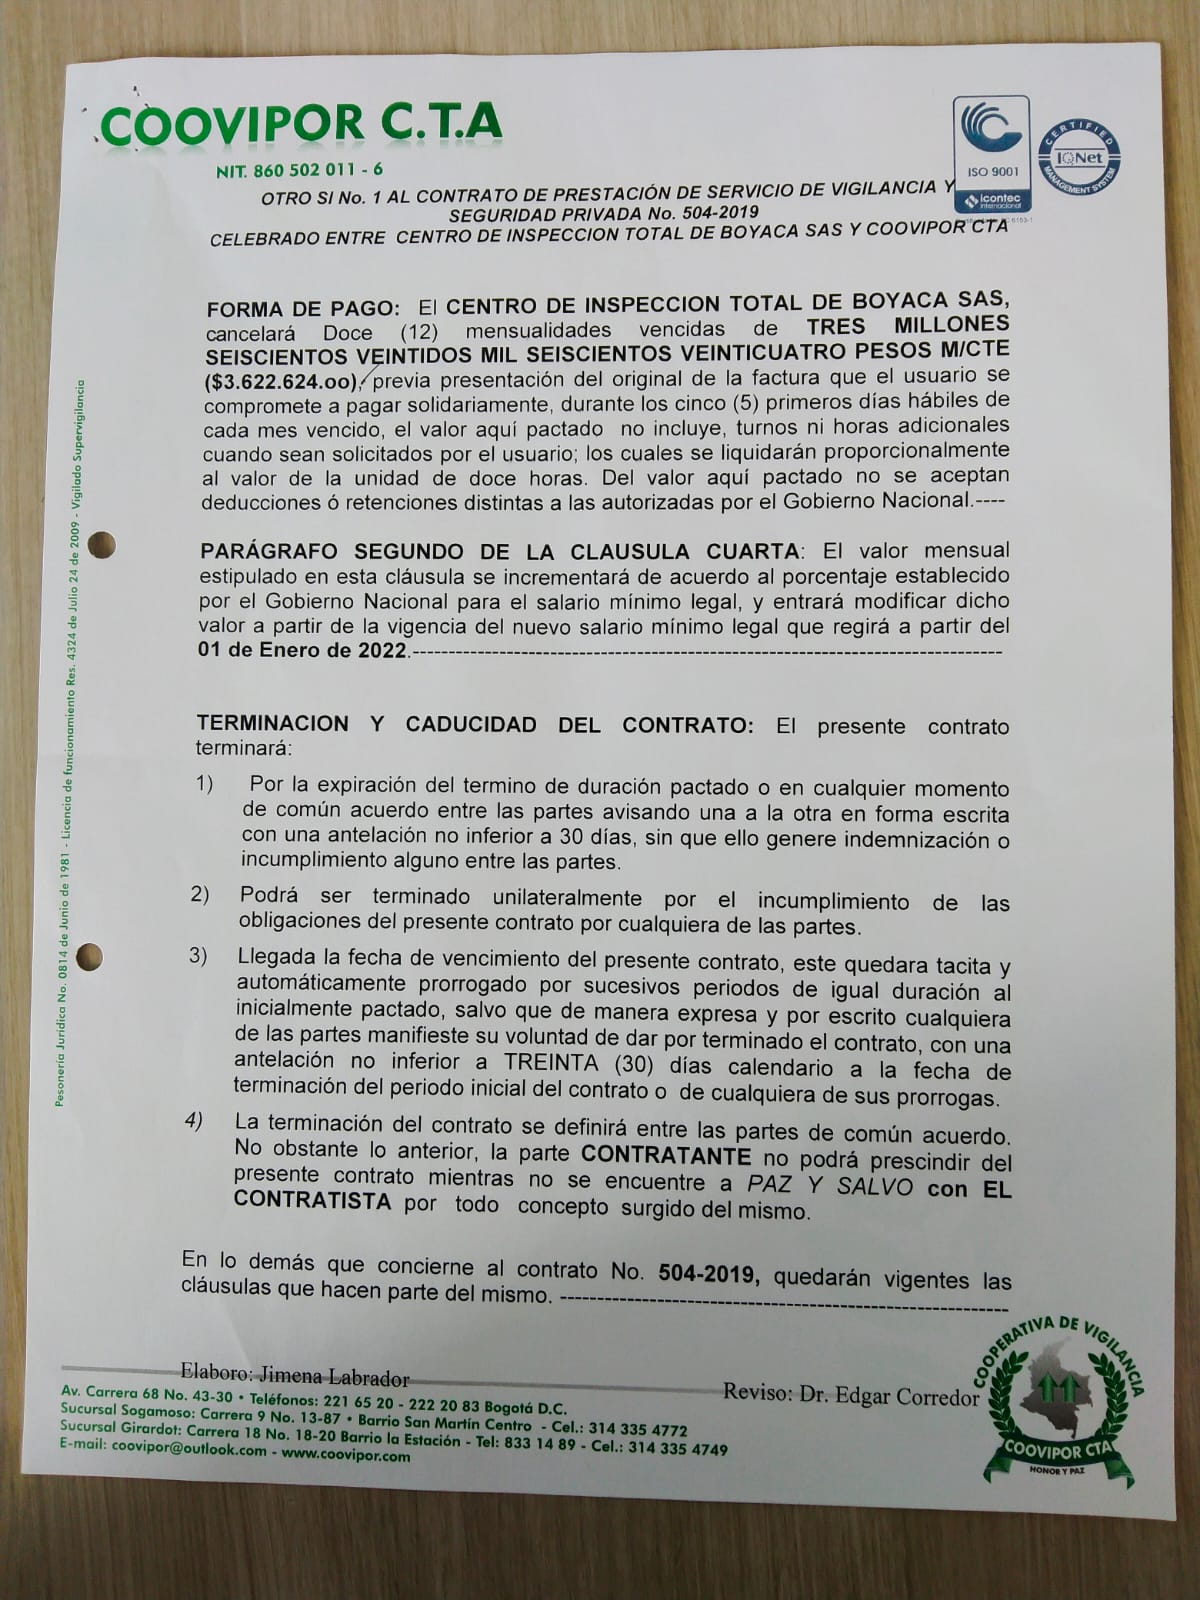 COOVIPOR C.T.A
NIT. 860 502 011 - 6
ISO 9001
icontec
internacional
CERTIFIED
IQNet
MANAGEMENT SYSTEM
OTRO SI No. 1 AL CONTRATO DE PRESTACIÓN DE SERVICIO DE VIGILANCIA Y
SEGURIDAD PRIVADA No. 504-2019
CELEBRADO ENTRE CENTRO DE INSPECCION TOTAL DE BOYACA SAS Y COOVIPOR CTA
FORMA DE PAGO: El CENTRO DE INSPECCION TOTAL DE BOYACA SAS,
cancelará Doce (12) mensualidades vencidas de TRES MILLONES
SEISCIENTOS VEINTIDOS MIL SEISCIENTOS VEINTICUATRO PESOS M/CTE
($3.622.624.oo), previa presentación del original de la factura que el usuario se
compromete a pagar solidariamente, durante los cinco (5) primeros días hábiles de
cada mes vencido, el valor aquí pactado no incluye, turnos ni horas adicionales
cuando sean solicitados por el usuario; los cuales se liquidarán proporcionalmente
al valor de la unidad de doce horas. Del valor aquí pactado no se aceptan
deducciones ó retenciones distintas a las autorizadas por el Gobierno Nacional.----
PARÁGRAFO SEGUNDO DE LA CLAUSULA CUARTA: El valor mensual
estipulado en esta cláusula se incrementará de acuerdo al porcentaje establecido
por el Gobierno Nacional para el salario mínimo legal, y entrará modificar dicho
valor a partir de la vigencia del nuevo salario mínimo legal que regirá a partir del
01 de Enero de 2022.--------------------------------------------------------------------------------
TERMINACION Y CADUCIDAD DEL CONTRATO: El presente contrato
terminará:
1) Por la expiración del termino de duración pactado o en cualquier momento
de común acuerdo entre las partes avisando una a la otra en forma escrita
con una antelación no inferior a 30 días, sin que ello genere indemnización o
incumplimiento alguno entre las partes.
2) Podrá ser terminado unilateralmente por el incumplimiento de las
obligaciones del presente contrato por cualquiera de las partes.
3) Llegada la fecha de vencimiento del presente contrato, este quedara tacita y
automáticamente prorrogado por sucesivos periodos de igual duración al
inicialmente pactado, salvo que de manera expresa y por escrito cualquiera
de las partes manifieste su voluntad de dar por terminado el contrato, con una
antelación no inferior a TREINTA (30) días calendario a la fecha de
terminación del periodo inicial del contrato o de cualquiera de sus prorrogas.
4) La terminación del contrato se definirá entre las partes de común acuerdo.
No obstante lo anterior, la parte CONTRATANTE no podrá prescindir del
presente contrato mientras no se encuentre a PAZ Y SALVO con EL
CONTRATISTA por todo concepto surgido del mismo.
En lo demás que concierne al contrato No. 504-2019, quedarán vigentes las
cláusulas que hacen parte del mismo. -------------------------------------------------------------
Pesonería Jurídica No. 0814 de Junio de 1981 - Licencia de funcionamiento Res. 4324 de Julio 24 de 2009 - Vigilado Supervigilancia
Elaboro: Jimena Labrador
Reviso: Dr. Edgar Corredor
Av. Carrera 68 No. 43-30 • Teléfonos: 221 65 20 - 222 20 83 Bogotá D.C.
Sucursal Sogamoso: Carrera 9 No. 13-87 • Barrio San Martín Centro - Cel.: 314 335 4772
Sucursal Girardot: Carrera 18 No. 18-20 Barrio la Estación - Tel: 833 14 89 - Cel.: 314 335 4749
E-mail: coovipor@outlook.com - www.coovipor.com
COOPERATIVA DE VIGILANCIA
COOVIPOR CTA
HONOR Y PAZ